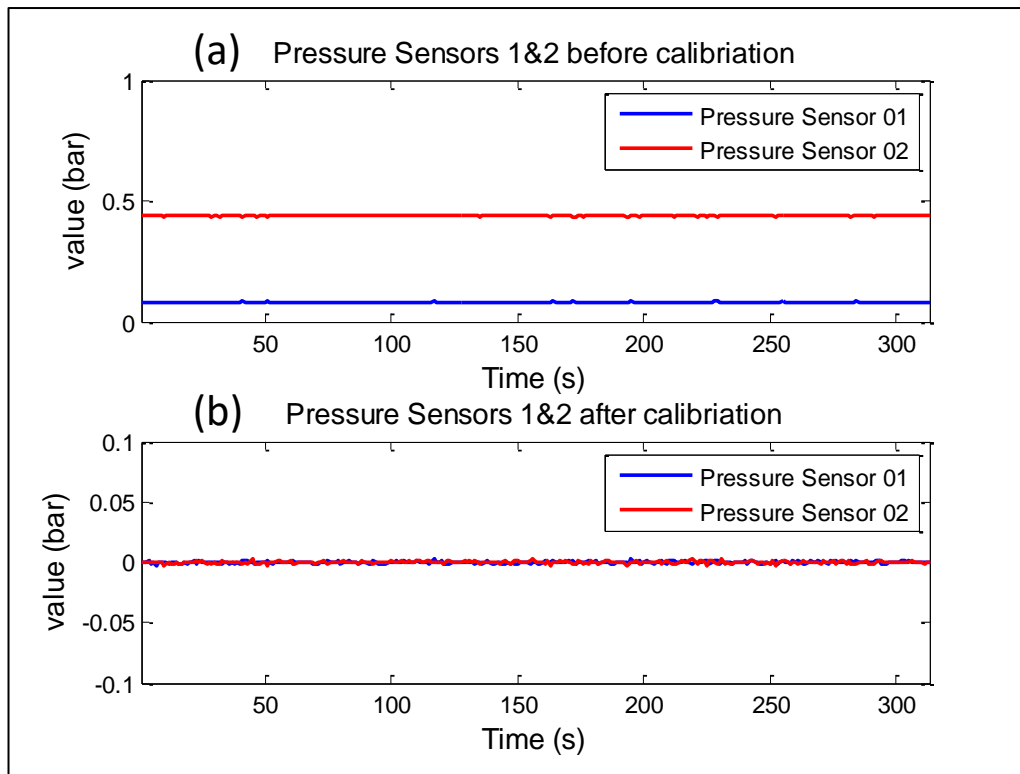 (a) Pressure Sensors 1&2 before calibriation
1
0.5
0
value (bar)
Pressure Sensor 01
Pressure Sensor 02
50 100 150 200 250 300
Time (s)
(b) Pressure Sensors 1&2 after calibriation
0.1
0.05
0
-0.05
-0.1
value (bar)
Pressure Sensor 01
Pressure Sensor 02
50 100 150 200 250 300
Time (s)